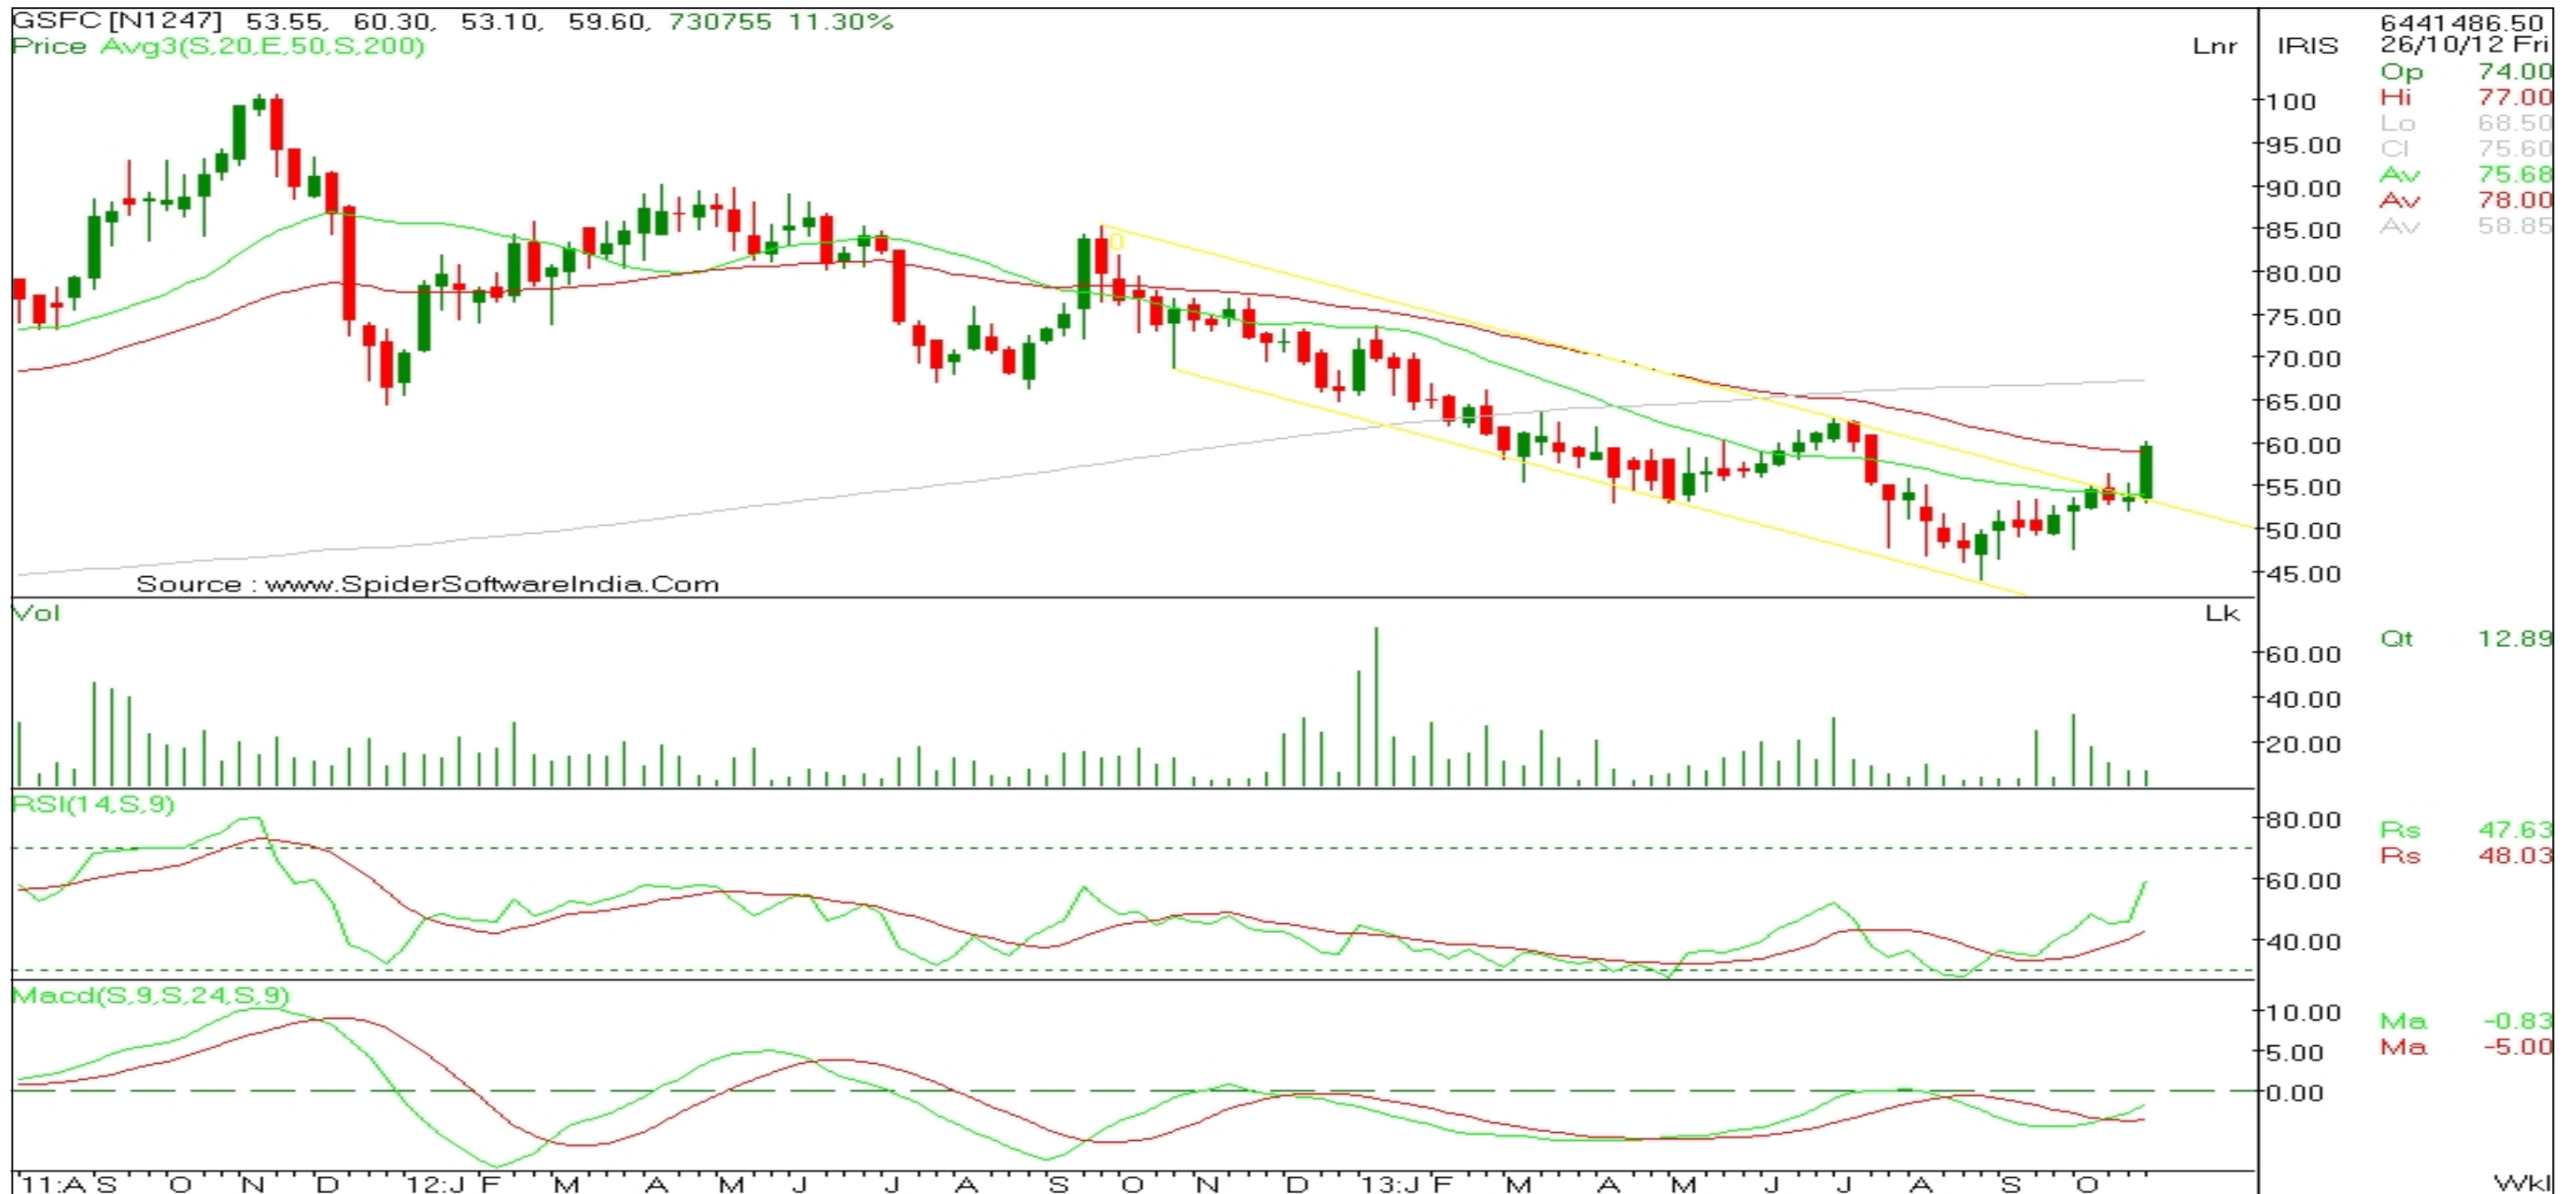 GSFC [N1247] 53.55, 60.30, 53.10, 59.60, 730755 11.30%
Price Avg3(S,20,E,50,S,200)
Lnr
IRIS
6441486.50
26/10/12 Fri
Op 74.00
Hi 77.00
Lo 68.50
Cl 75.60
Av 75.68
Av 78.00
Av 58.85
100
95.00
90.00
85.00
80.00
75.00
70.00
65.00
60.00
55.00
50.00
45.00
0
Source : www.SpiderSoftwareIndia.Com
Vol
Lk
60.00
40.00
20.00
Qt 12.89
RSI(14,S,9)
80.00
60.00
40.00
Rs 47.63
Rs 48.03
Macd(S,9,S,24,S,9)
10.00
5.00
0.00
Ma -0.83
Ma -5.00
'11:A S O N D 12:J F M A M J J A S O N D '13:J F M A M J J A S O
Wkl